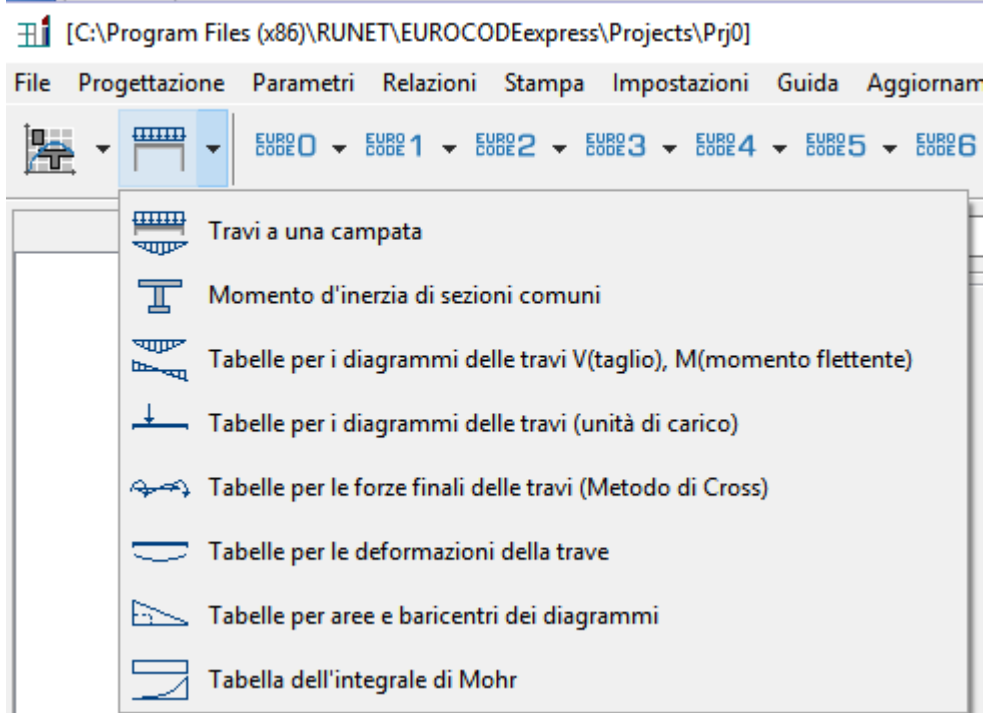 [C:\Program Files (x86)\RUNET\EUROCODEexpress\Projects\Prj0]
File Progettazione Parametri Relazioni Stampa Impostazioni Guida Aggiornam
EURO CODE 0 EURO CODE 1 EURO CODE 2 EURO CODE 3 EURO CODE 4 EURO CODE 5 EURO CODE 6
Travi a una campata
Momento d'inerzia di sezioni comuni
Tabelle per i diagrammi delle travi V(taglio), M(momento flettente)
Tabelle per i diagrammi delle travi (unità di carico)
Tabelle per le forze finali delle travi (Metodo di Cross)
Tabelle per le deformazioni della trave
Tabelle per aree e baricentri dei diagrammi
Tabella dell'integrale di Mohr